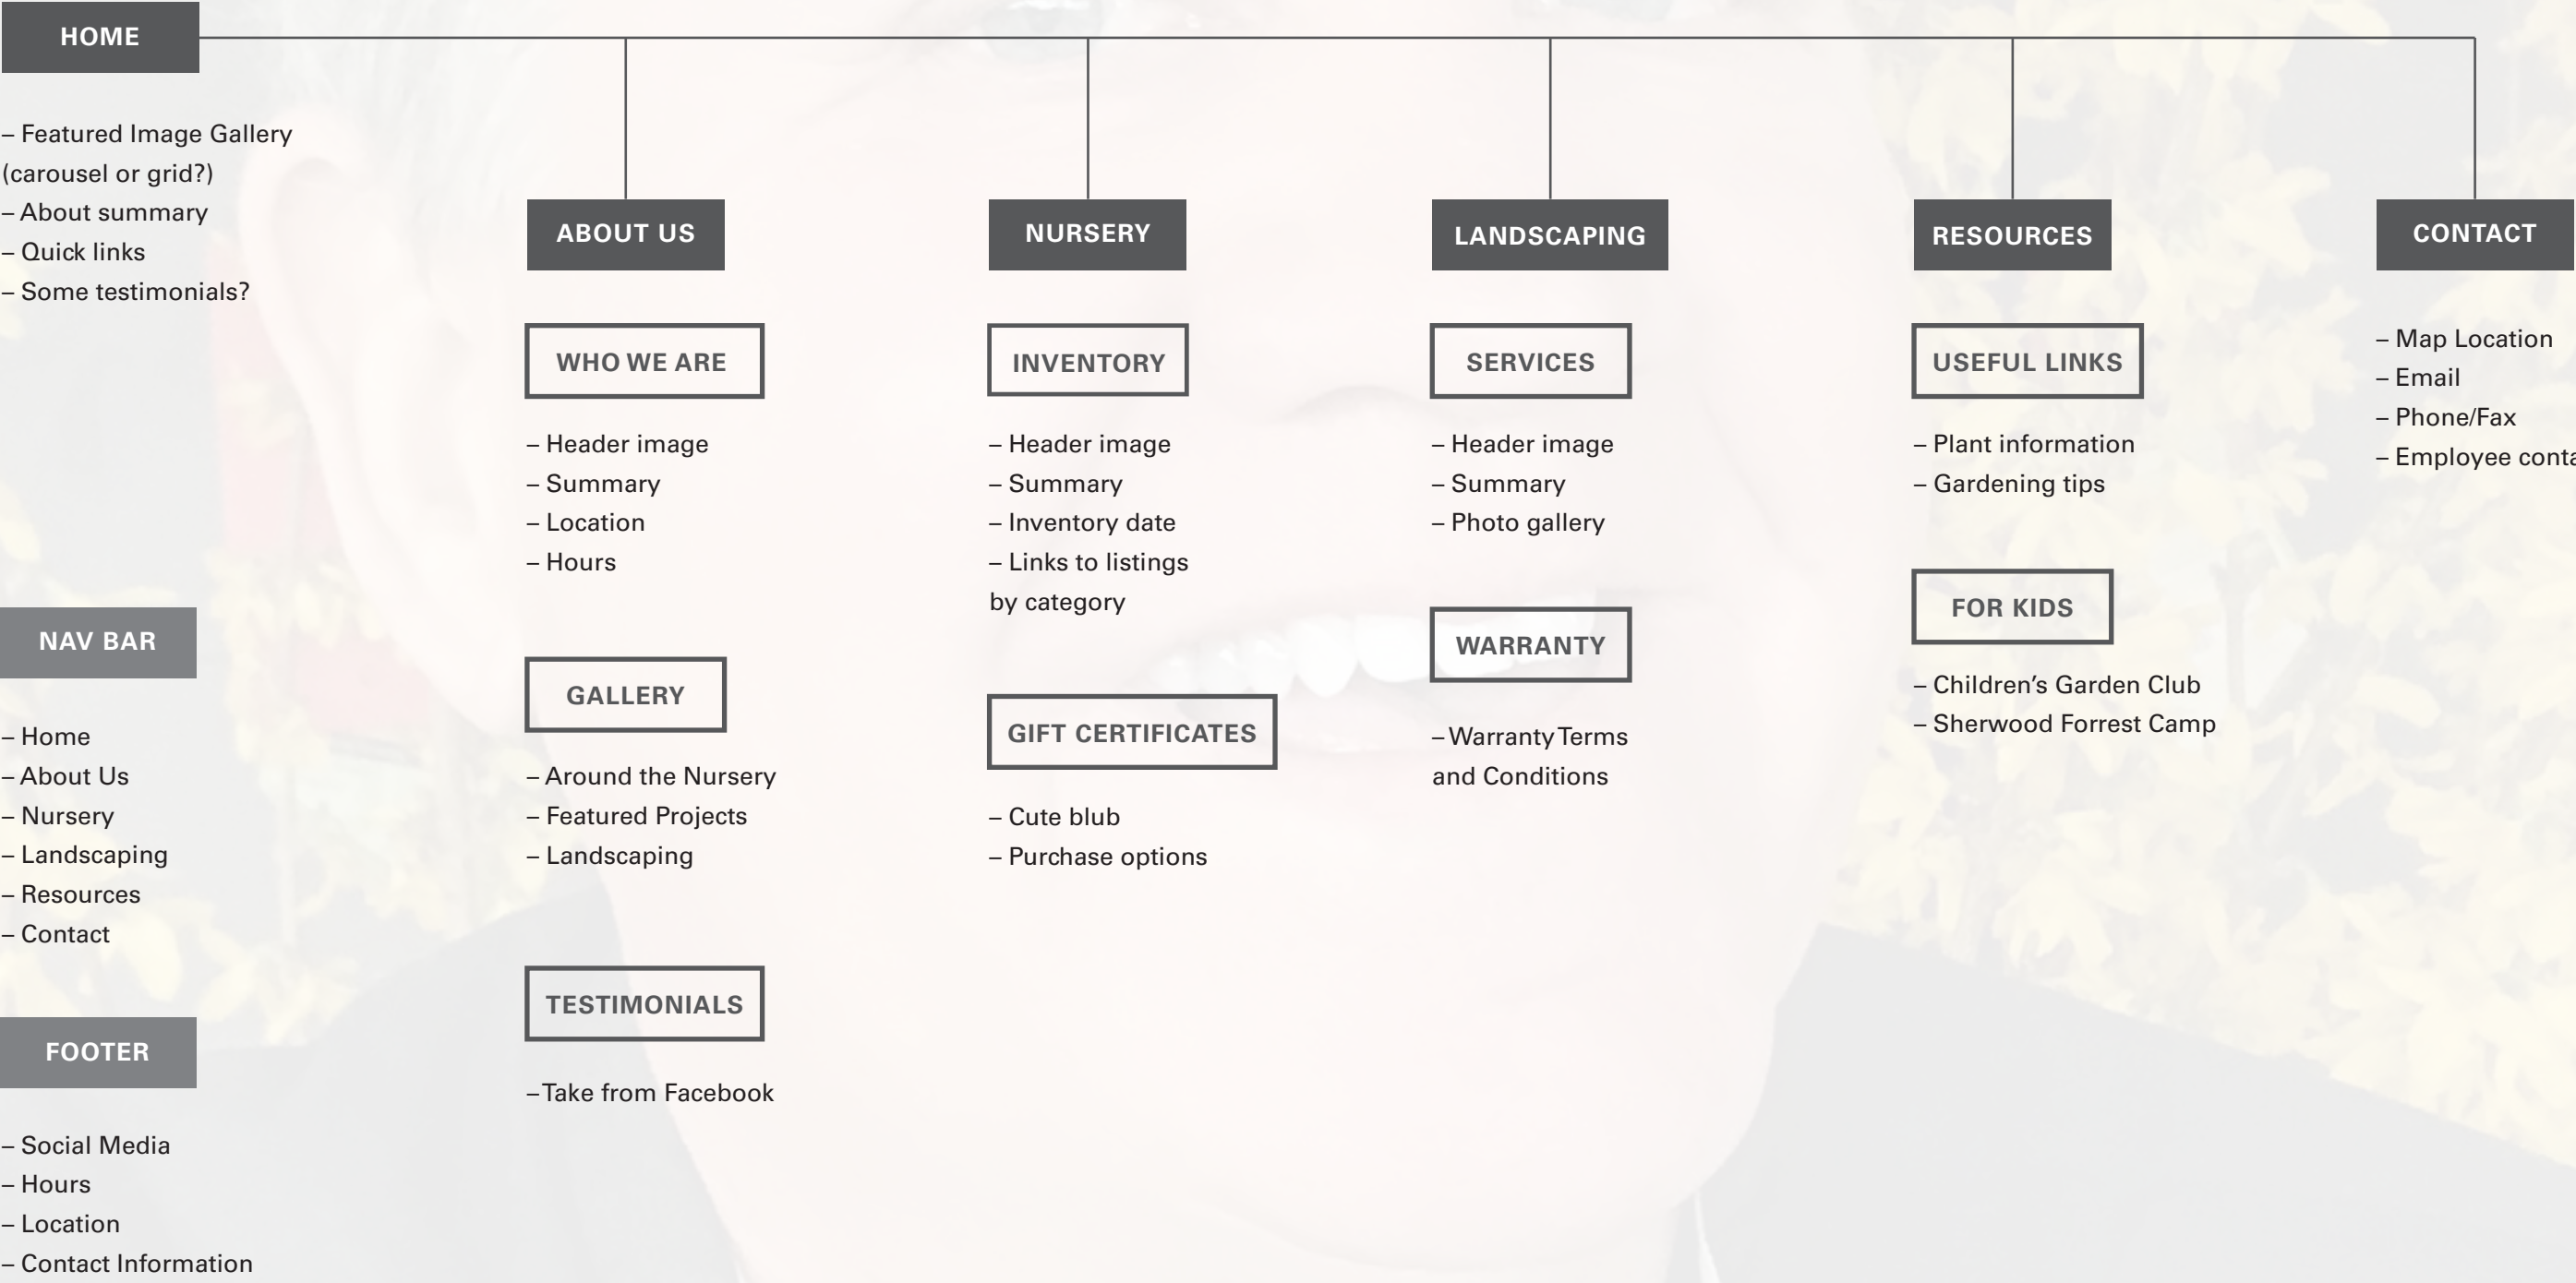 HOME
– Featured Image Gallery
(carousel or grid?)
– About summary
– Quick links
– Some testimonials?
NAV BAR
– Home
– About Us
– Nursery
– Landscaping
– Resources
– Contact
FOOTER
– Social Media
– Hours
– Location
– Contact Information
ABOUT US
WHO WE ARE
– Header image
– Summary
– Location
– Hours
GALLERY
– Around the Nursery
– Featured Projects
– Landscaping
TESTIMONIALS
– Take from Facebook
NURSERY
INVENTORY
– Header image
– Summary
– Inventory date
– Links to listings
by category
GIFT CERTIFICATES
– Cute blub
– Purchase options
LANDSCAPING
SERVICES
– Header image
– Summary
– Photo gallery
WARRANTY
– Warranty Terms
and Conditions
RESOURCES
USEFUL LINKS
– Plant information
– Gardening tips
FOR KIDS
– Children’s Garden Club
– Sherwood Forrest Camp
CONTACT
– Map Location
– Email
– Phone/Fax
– Employee